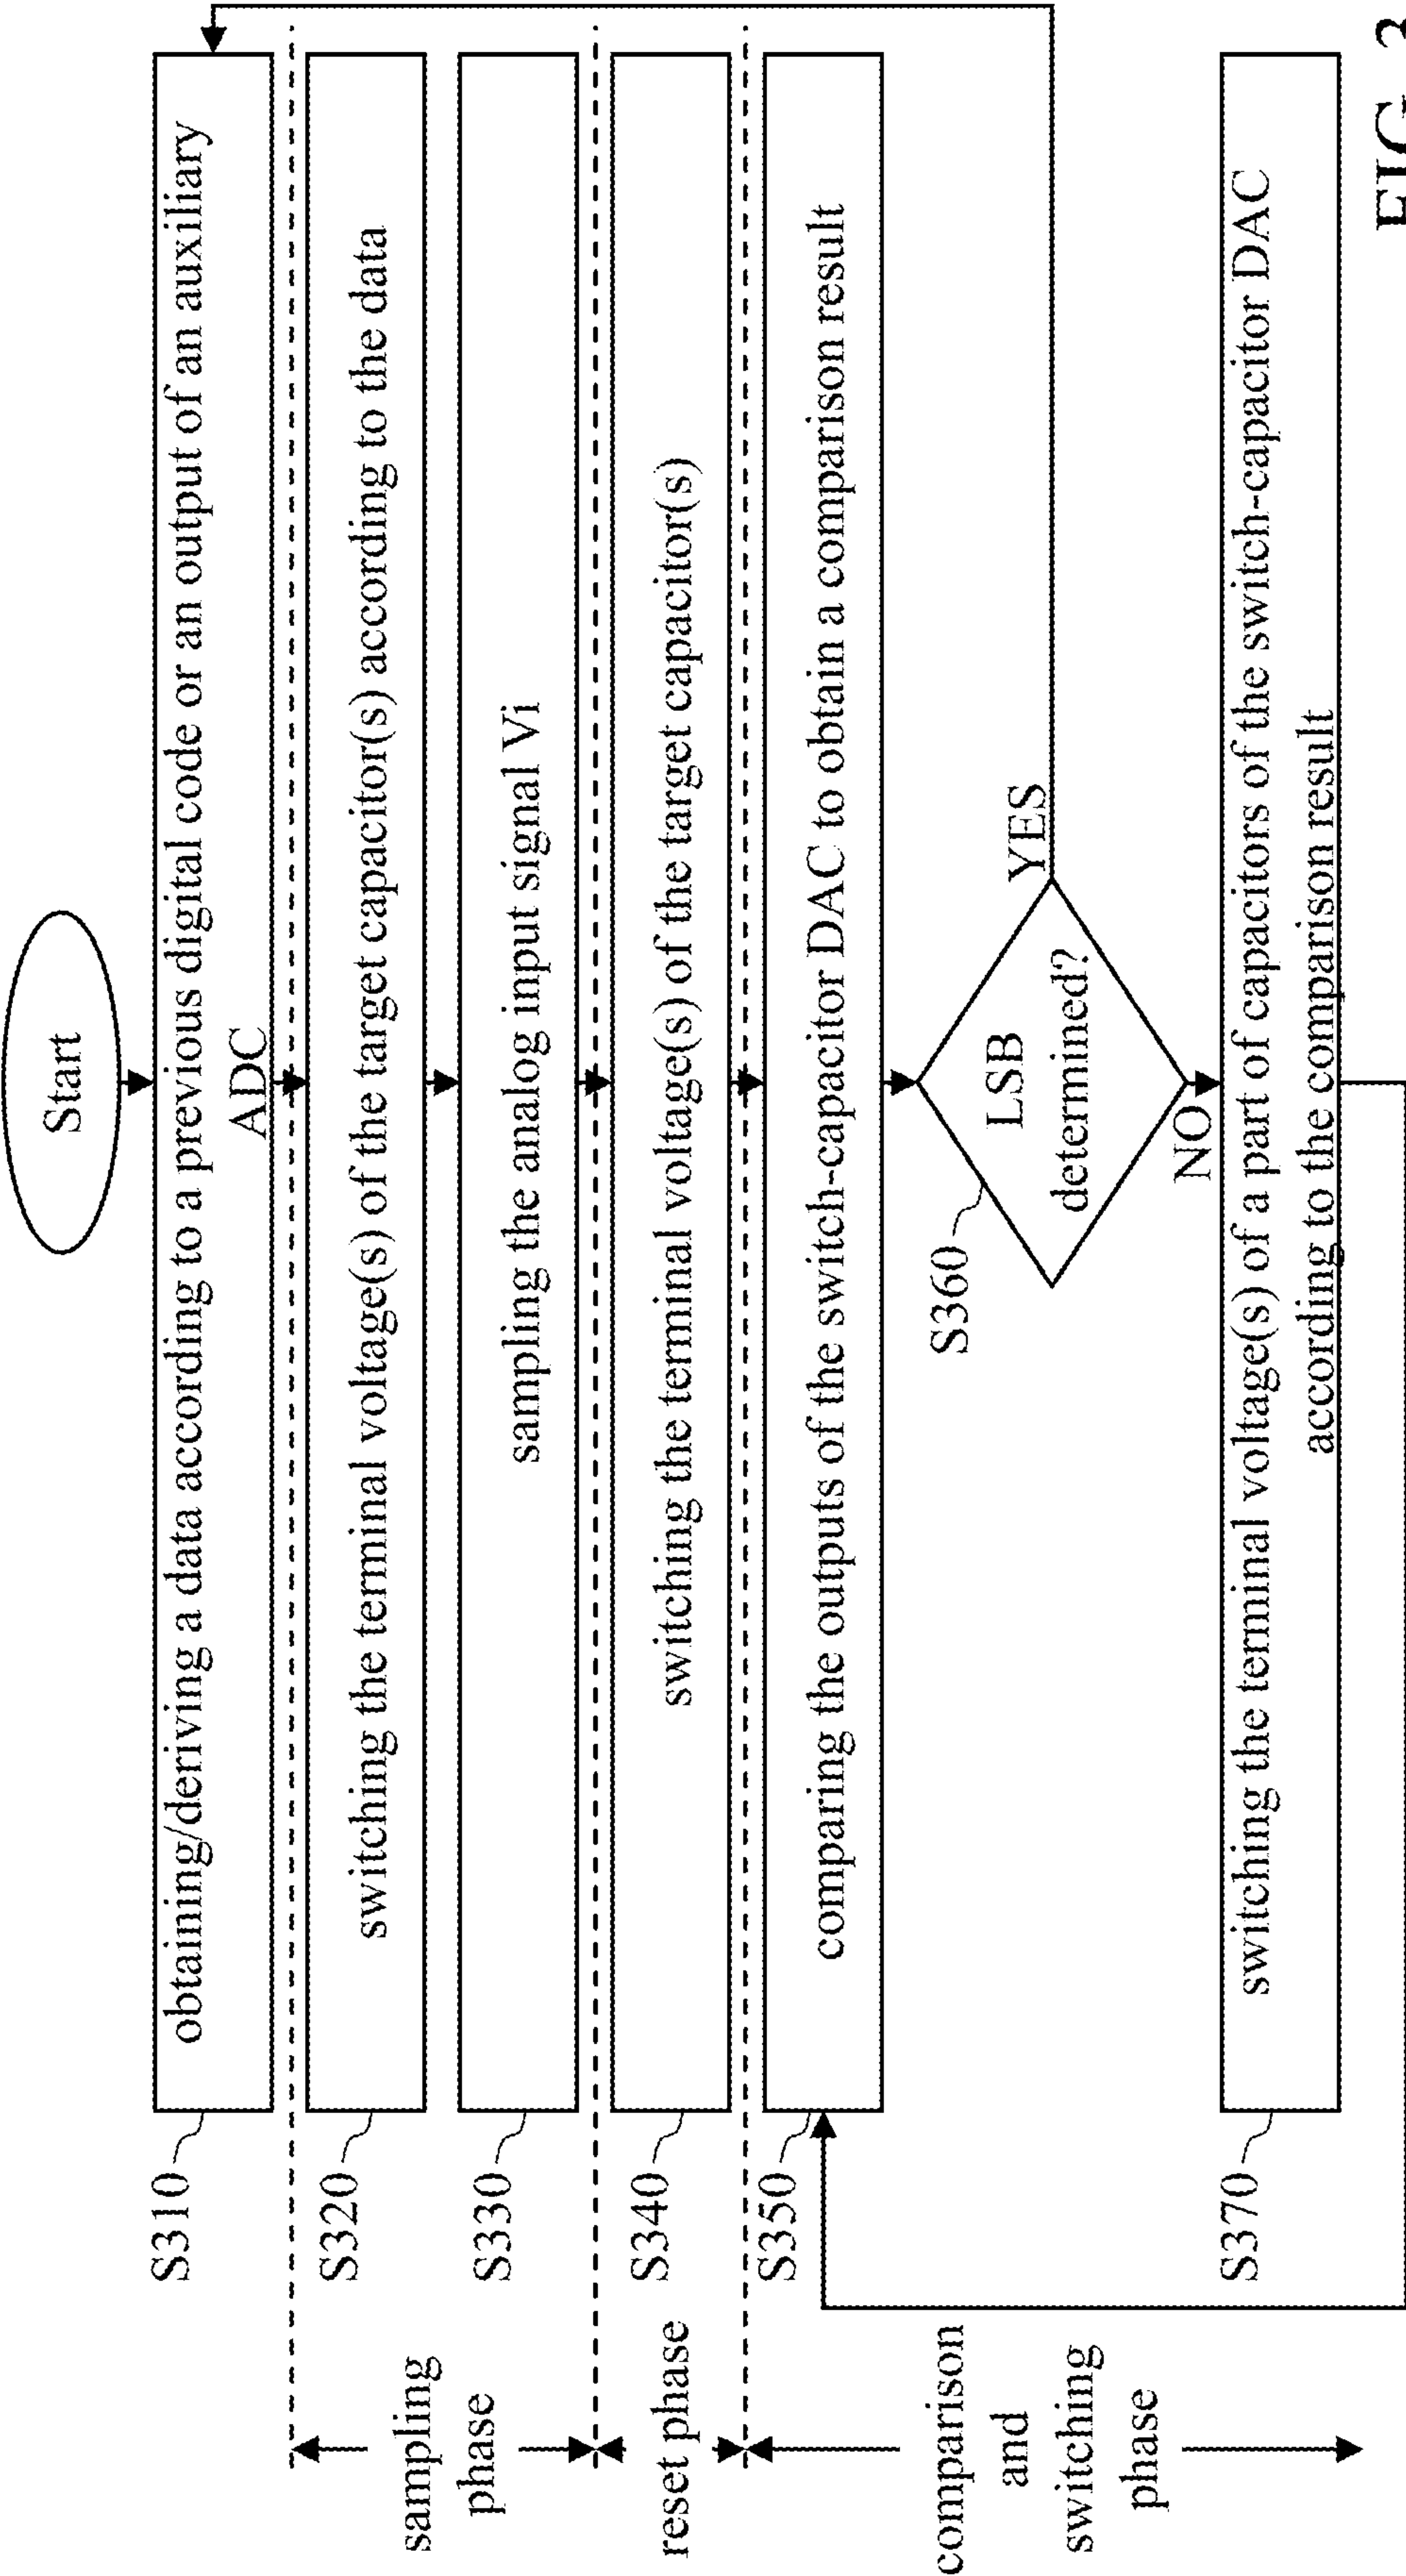 Start
S310
obtaining/deriving a data according to a previous digital code or an output of an auxiliary
ADC
sampling
phase
S320
switching the terminal voltage(s) of the target capacitor(s) according to the data
S330
sampling the analog input signal Vi
reset phase
S340
switching the terminal voltage(s) of the target capacitor(s)
comparison
and
switching
phase
S350
comparing the outputs of the switch-capacitor DAC to obtain a comparison result
S360
LSB
determined?
YES
NO
S370
switching the terminal voltage(s) of a part of capacitors of the switch-capacitor DAC
according to the comparison result
FIG. 3